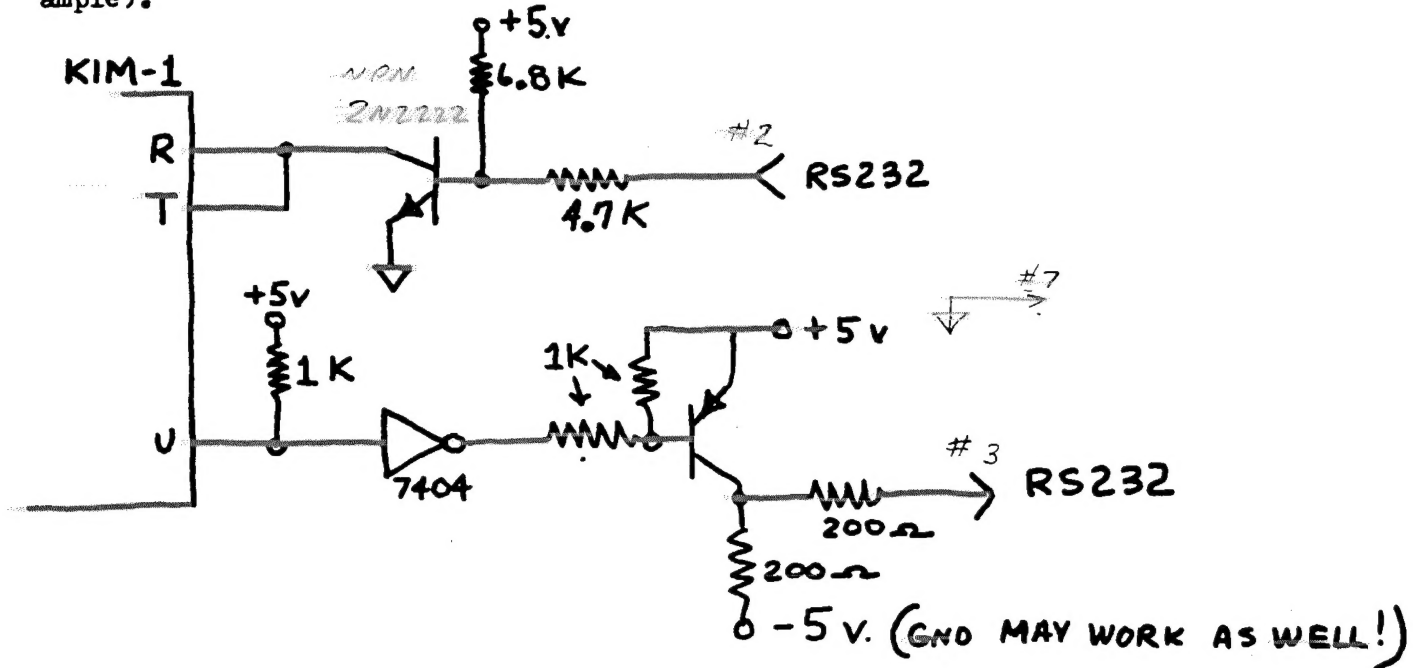 ample).
+5v
KIM-1
6.8K
NPN
2N2222
R
#2
RS232
T
4.7K
#7
+5v
+5v
1K
1K
U
7404
#3
RS232
200Ω
200Ω
-5v. (GND MAY WORK AS WELL!)